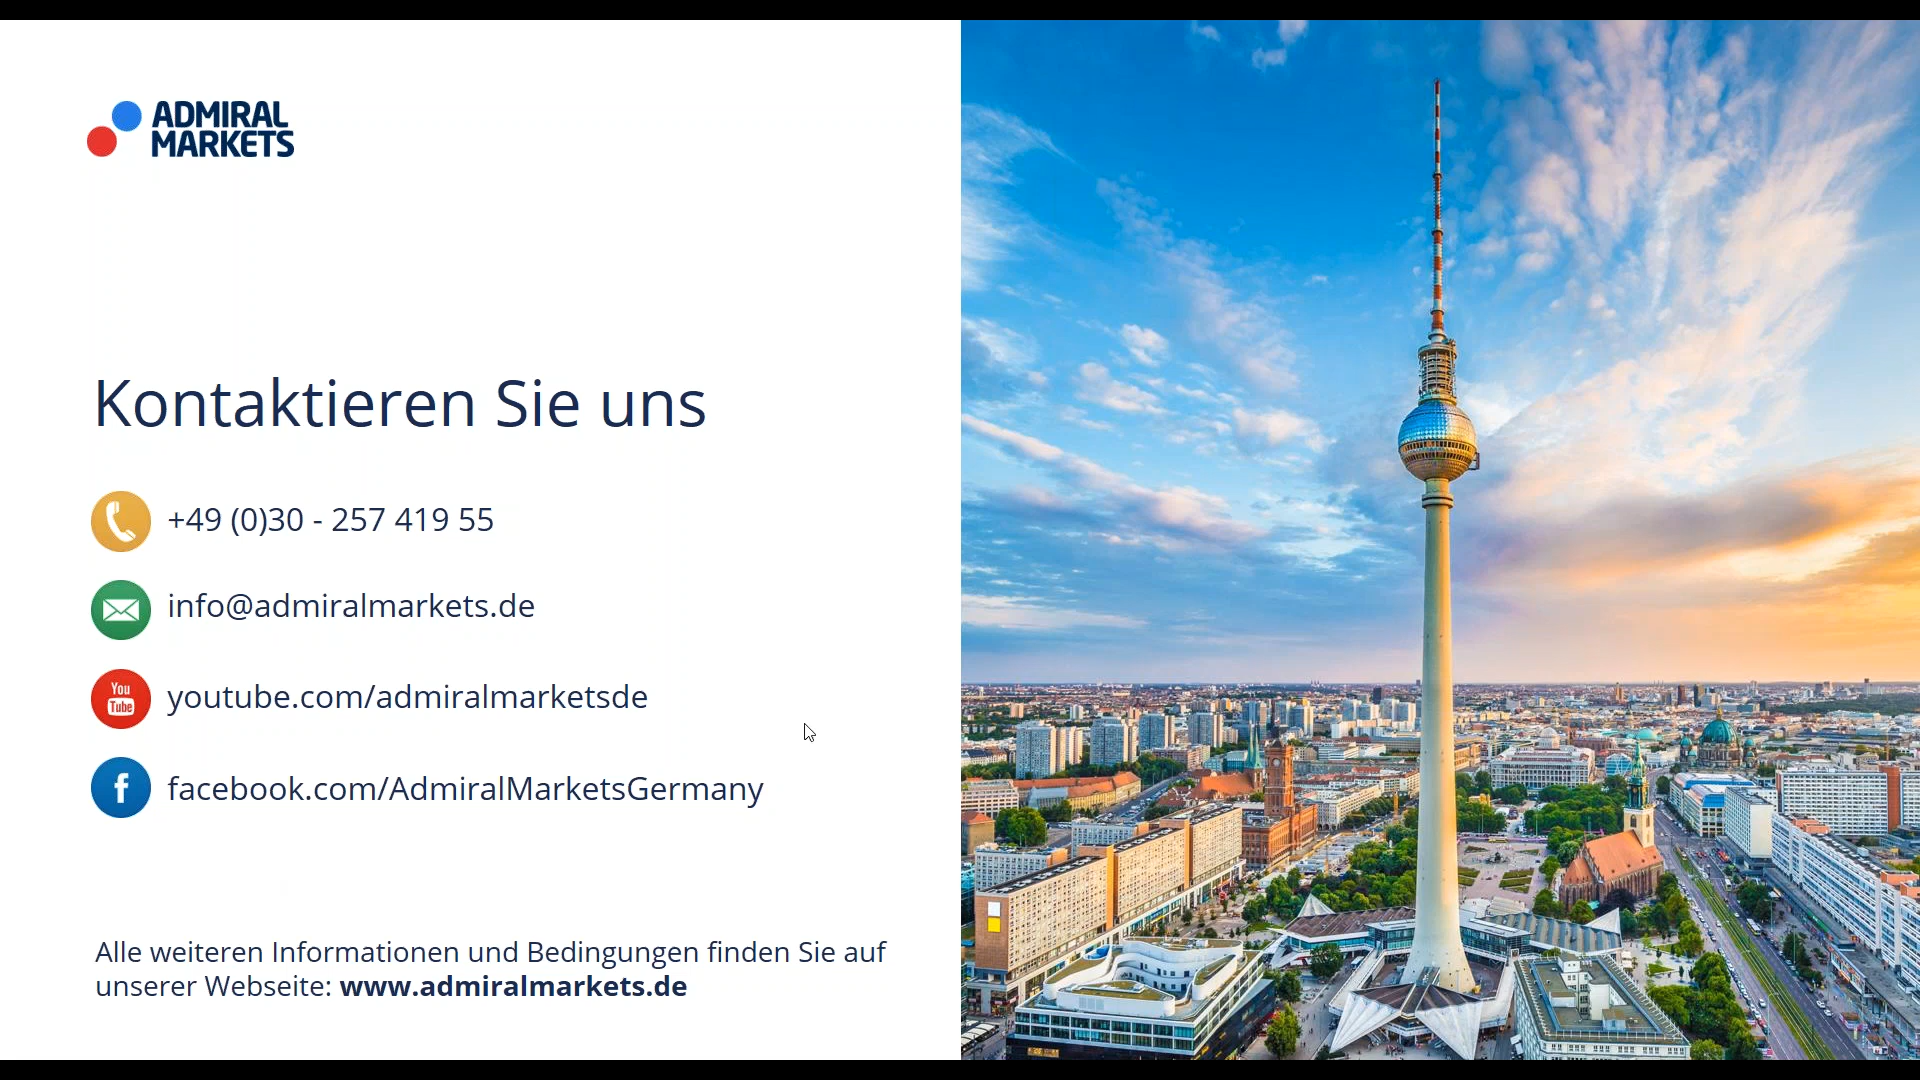 ADMIRAL
MARKETS
Kontaktieren Sie uns
+49 (0)30 - 257 419 55
info@admiralmarkets.de
You
Tube
youtube.com/admiralmarketsde
f
facebook.com/AdmiralMarketsGermany
Alle weiteren Informationen und Bedingungen finden Sie auf
unserer Webseite: www.admiralmarkets.de